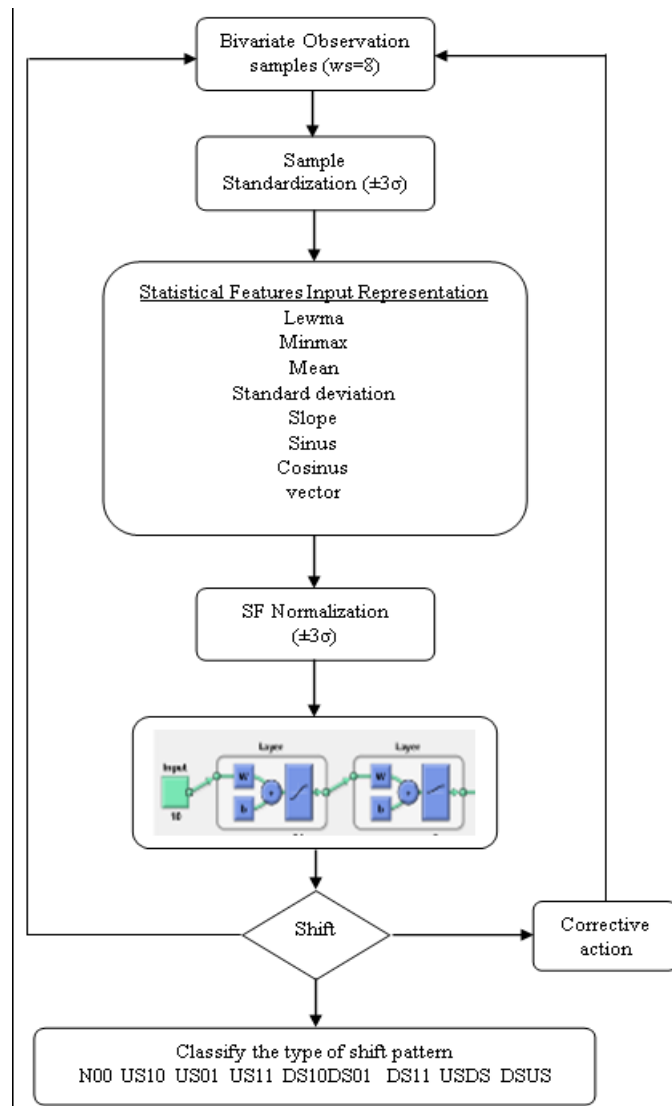 Bivariate Observation
samples (ws=8)
Sample
Standardization (±3σ)
Statistical Features Input Representation
Lewma
Minmax
Mean
Standard deviation
Slope
Sinus
Cosinus
vector
SF Normalization
(±3σ)
Layer
Layer
Input
W
W
+
+
b
b
10
Shift
Corrective
action
Classify the type of shift pattern
N00 US10 US01 US11 DS10DS01 DS11 USDS DSUS